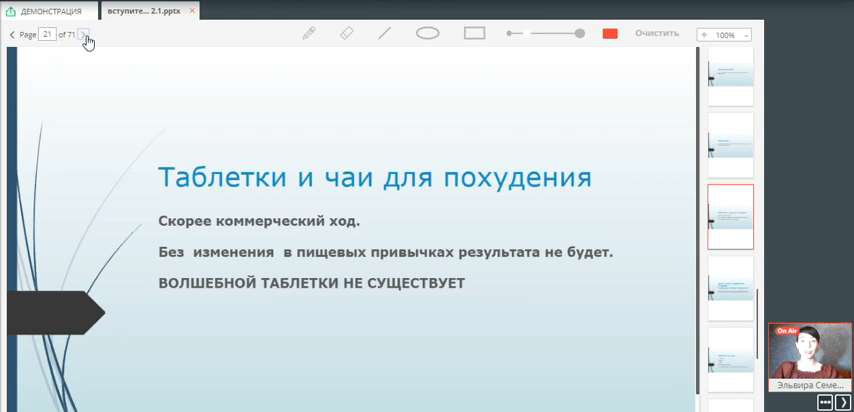 ДЕМОНСТРАЦИЯ
вступите... 2.1.pptx
Page 21 of 71
Очистить
100%
Таблетки и чаи для похудения
Скорее коммерческий ход.
Без изменения в пищевых привычках результата не будет.
ВОЛШЕБНОЙ ТАБЛЕТКИ НЕ СУЩЕСТВУЕТ
On Air
Эльвира Семе...